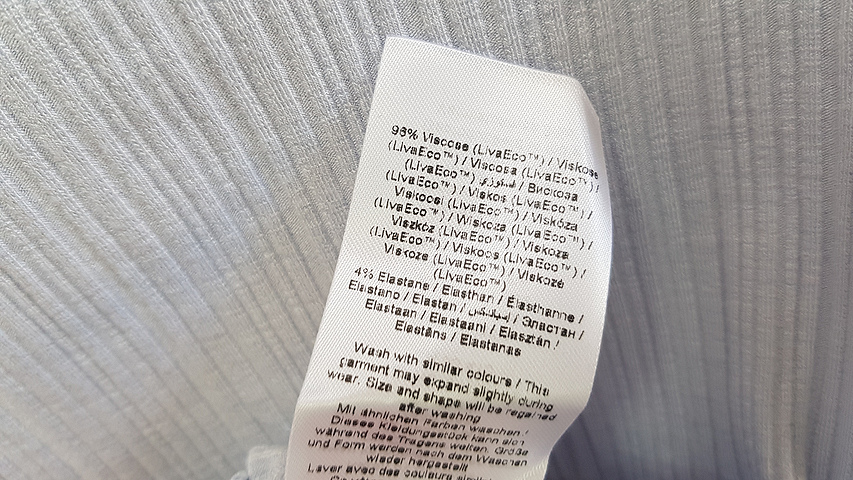 96% Viscose (LivaEco™) / Viskose
(LivaEco™) / Viscosa (LivaEco™) /
(LivaEco™) فسكوزي / Вискоза
(LivaEco™) / Viskos (LivaEco™) /
Viskoosi (LivaEco™) / Viskóza
(LivaEco™) / Wiskoza (LivaEco™) /
Viszkóz (LivaEco™) / Viskoza
(LivaEco™) / Viskoos (LivaEco™) /
Viskoze (LivaEco™) / Viskozė
(LivaEco™)
4% Elastane / Elasthan / Élasthanne /
Elastano / Elastan / / Эластан /
Elastaan / Elastaani / Elasztán /
Elastāns / Elastanas
Wash with similar colours / This
garment may expand slightly during
wear. Size and shape will be regained
after washing
Mit ähnlichen Farben waschen /
Dieses Kleidungsstück kann sich
während des Tragens weiten. Größe
und Form werden nach dem Waschen
wieder hergestellt
Laver avec des couleurs